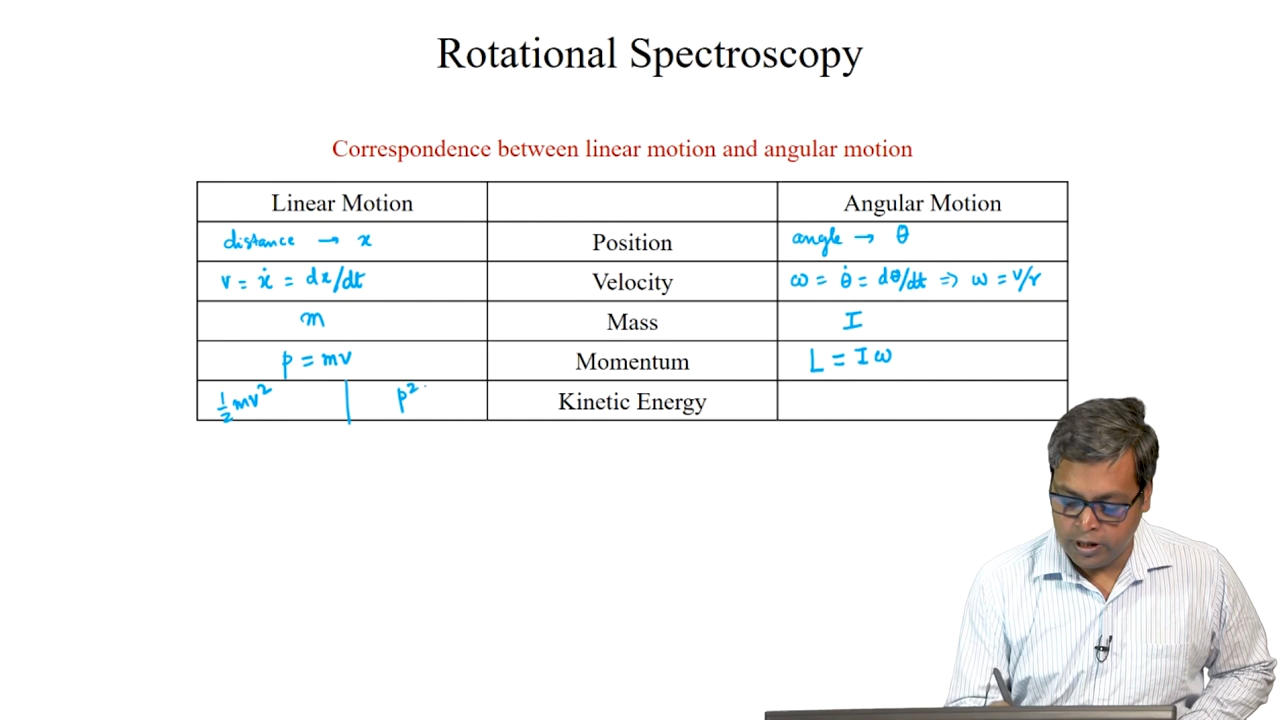 Rotational Spectroscopy
Correspondence between linear motion and angular motion
Linear Motion Angular Motion
distance → x Position angle → θ
v = ẋ = dx/dt Velocity ω = θ̇ = dθ/dt ⇒ ω = v/r
m Mass I
p = mv Momentum L = Iω
½mv² | p² Kinetic Energy